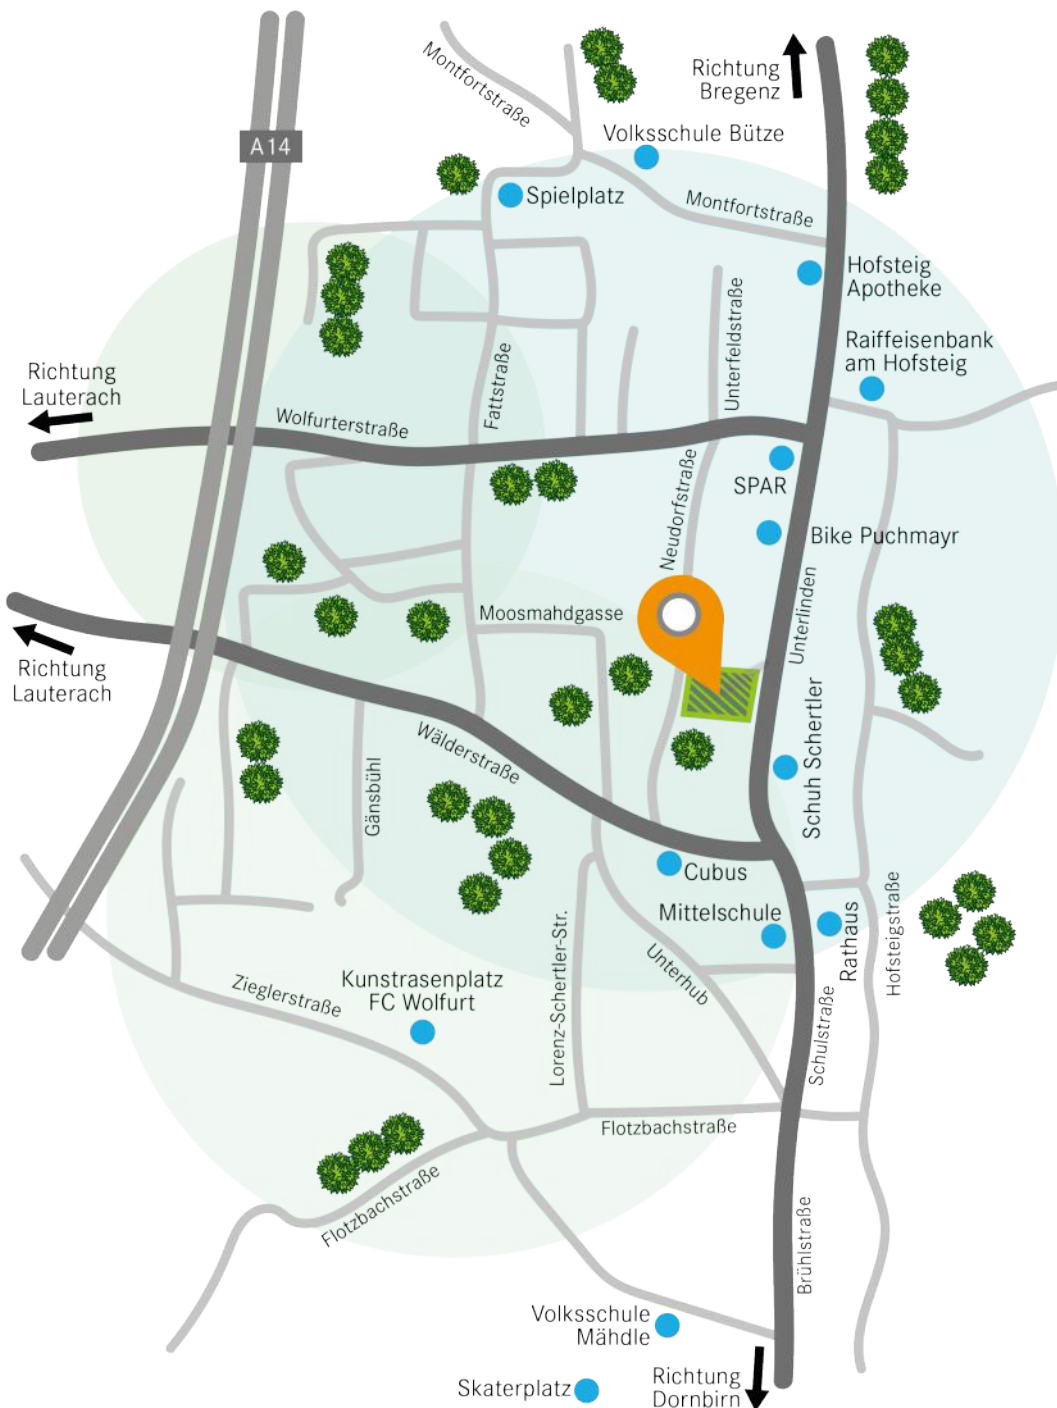 Montfortstraße
Richtung
Bregenz
A14
Volksschule Bütze
Spielplatz
Montfortstraße
Hofsteig
Apotheke
Unterfeldstraße
Raiffeisenbank
am Hofsteig
Richtung
Lauterach
Fattstraße
Wolfurterstraße
SPAR
Neudorfstraße
Bike Puchmayr
Moosmahdgasse
Unterlinden
Richtung
Lauterach
Schuh Schertler
Wälderstraße
Gänsbühl
Cubus
Mittelschule
Rathaus
Hofsteigstraße
Lorenz-Schertler-Str.
Unterhub
Kunstrasenplatz
FC Wolfurt
Zieglerstraße
Schulstraße
Flotzbachstraße
Flotzbachstraße
Brühlstraße
Volksschule
Mähdle
Richtung
Dornbirn
Skaterplatz